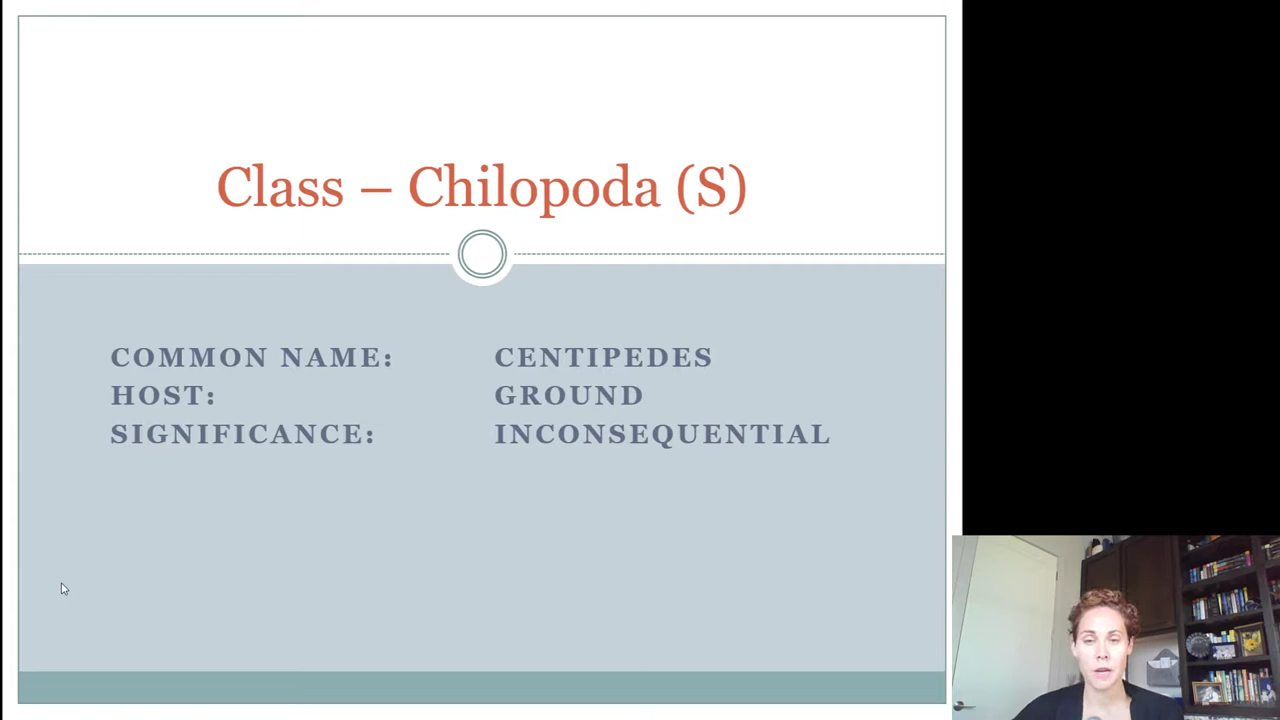 Class – Chilopoda (S)
COMMON NAME: CENTIPEDES
HOST: GROUND
SIGNIFICANCE: INCONSEQUENTIAL